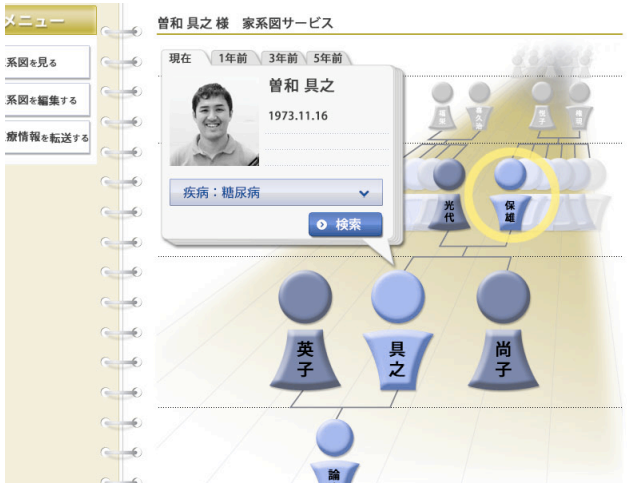 メニュー
系図を見る
系図を編集する
療情報を転送する
曽和 具之 様 家系図サービス
現在
1年前
3年前
5年前
曽和 具之
1973.11.16
疾病：糖尿病
検索
光代
保雄
英子
具之
尚子
論